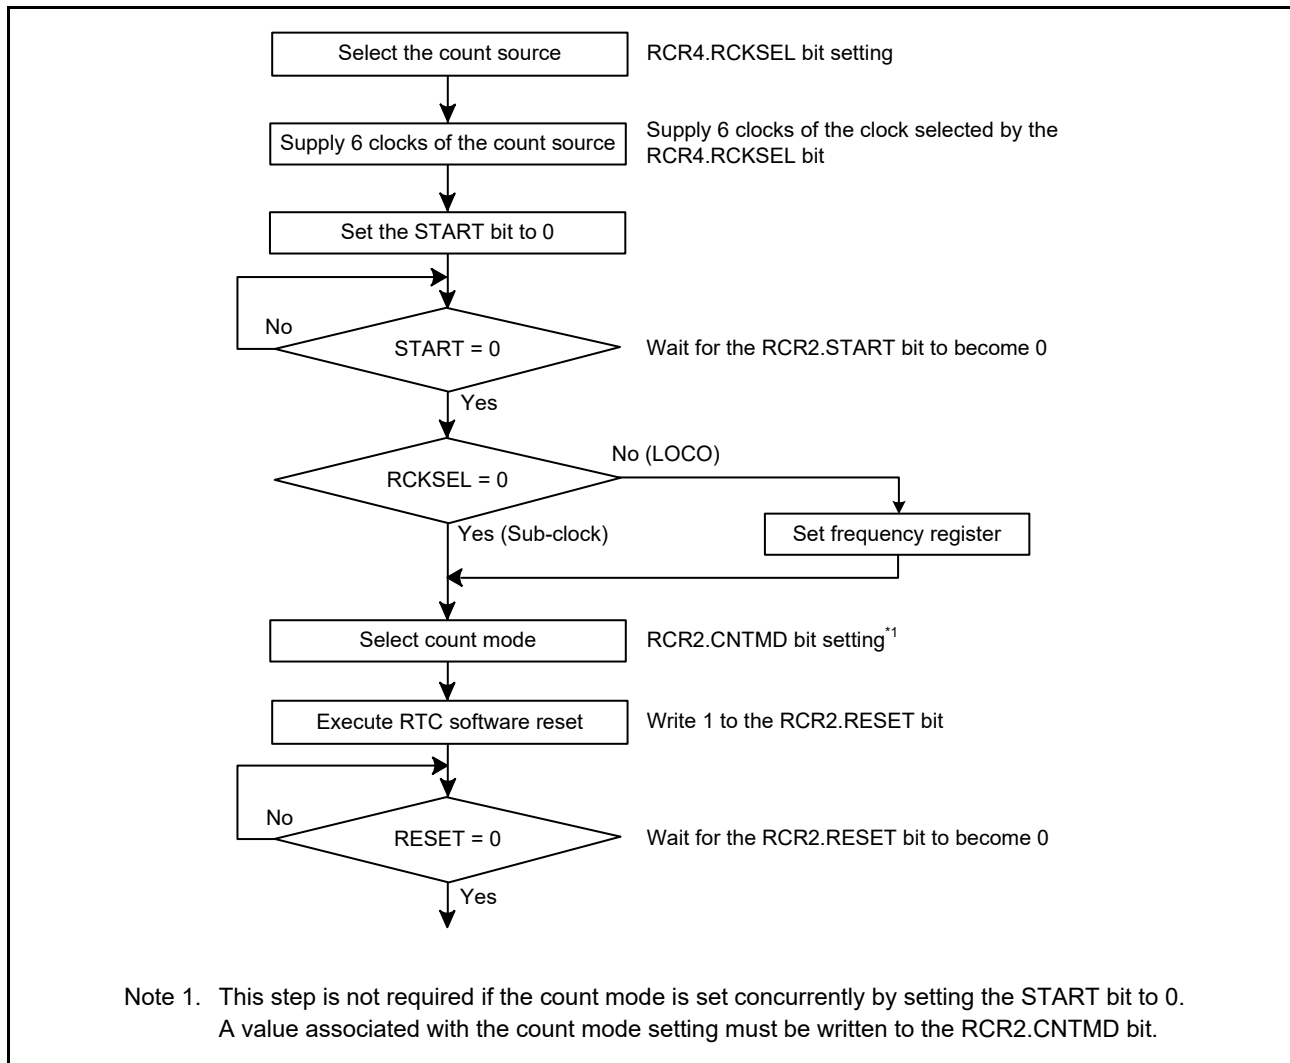 Select the count source
RCR4.RCKSEL bit setting
Supply 6 clocks of the count source
Supply 6 clocks of the clock selected by the
RCR4.RCKSEL bit
Set the START bit to 0
No
START = 0
Wait for the RCR2.START bit to become 0
Yes
No (LOCO)
RCKSEL = 0
Yes (Sub-clock)
Set frequency register
Select count mode
RCR2.CNTMD bit setting*1
Execute RTC software reset
Write 1 to the RCR2.RESET bit
No
RESET = 0
Wait for the RCR2.RESET bit to become 0
Yes
Note 1. This step is not required if the count mode is set concurrently by setting the START bit to 0.
A value associated with the count mode setting must be written to the RCR2.CNTMD bit.